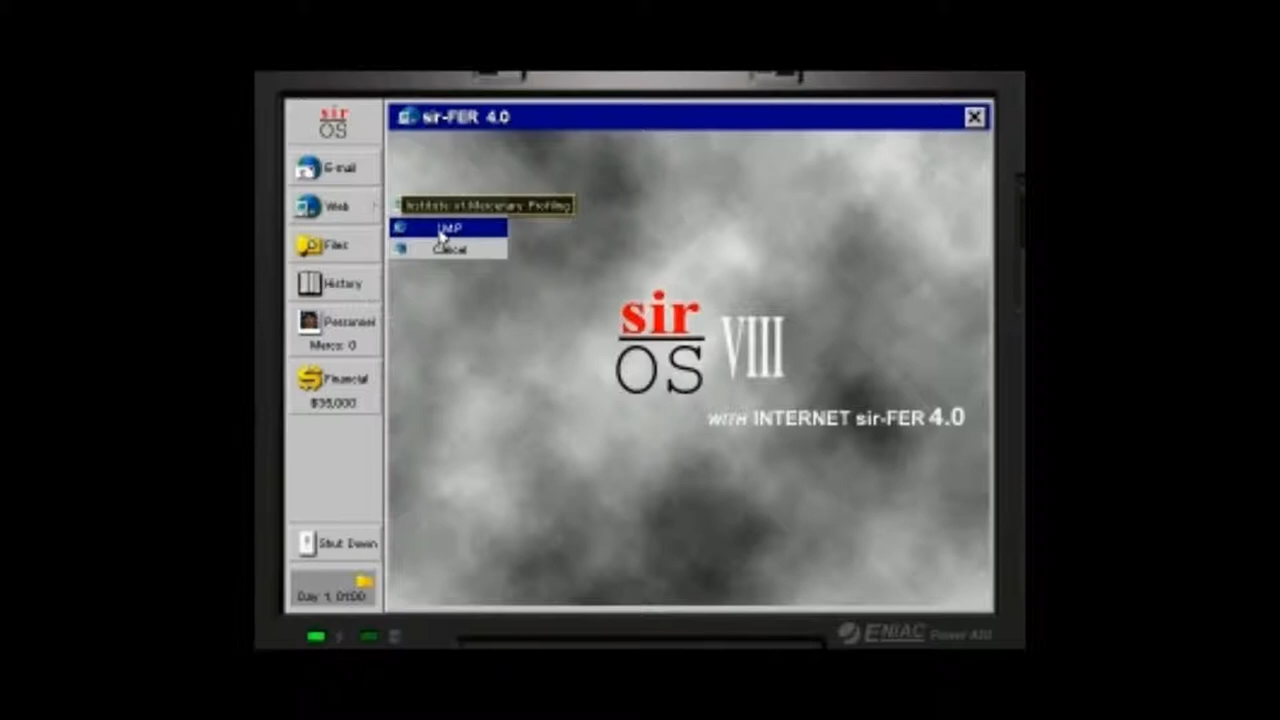 sir
OS
sir-FER 4.0
E-mail
Web
Institute of Mercenary Profiling
I.M.P
Cancel
Files
History
Personnel
Mercs: 0
Financial
$35,000
sir
OS VIII
WITH INTERNET sir-FER 4.0
Shut Down
Day 1, 01:00
ENIAC